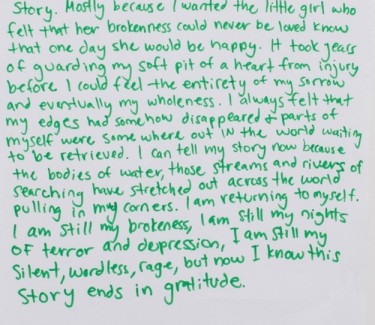 Story. Mostly because I wanted the little girl who
felt that her brokenness could never be loved know
that one day she would be happy. It took years
of guarding my soft pit of a heart from injury
before I could feel the entirety of my sorrow
and eventually my wholeness. I always felt that
my edges had somehow disappeared & parts of
myself were some where out IN the world waiting
to be retrieved. I can tell my story now because
the bodies of water, those streams and rivers of
searching have stretched out across the world
pulling in my corners. I am returning to myself.
I am still my brokeness, I am still my nights
OF terror and depression, I am still my
Silent, wordless, rage, but now I know this
Story ends in gratitude.